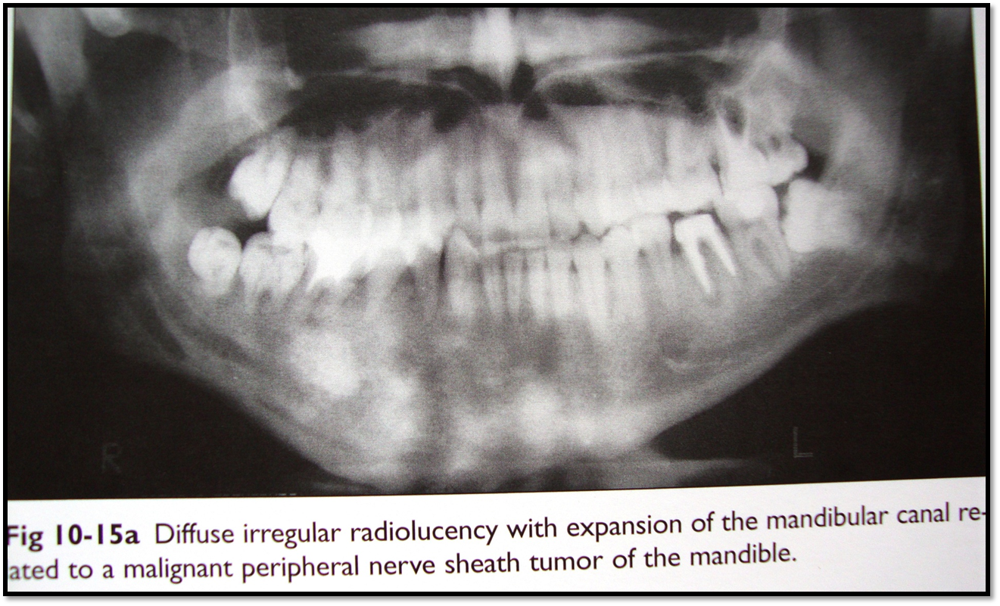 R
L
Fig 10-15a Diffuse irregular radiolucency with expansion of the mandibular canal re-
ated to a malignant peripheral nerve sheath tumor of the mandible.